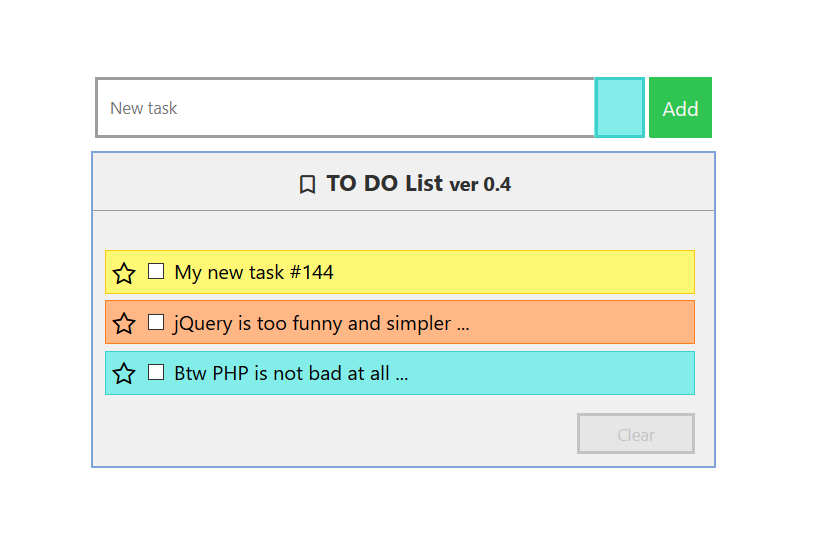 New task
Add
TO DO List ver 0.4
My new task #144
jQuery is too funny and simpler ...
Btw PHP is not bad at all ...
Clear